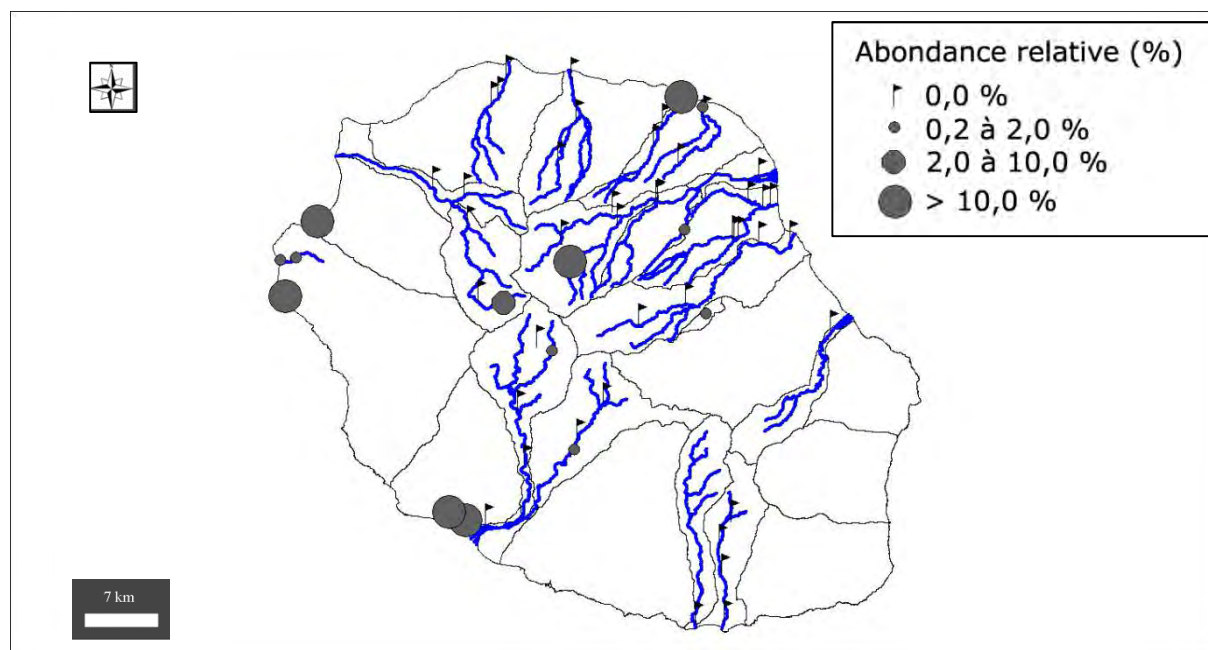 Abondance relative (%)
0,0 %
0,2 à 2,0 %
2,0 à 10,0 %
> 10,0 %
7 km